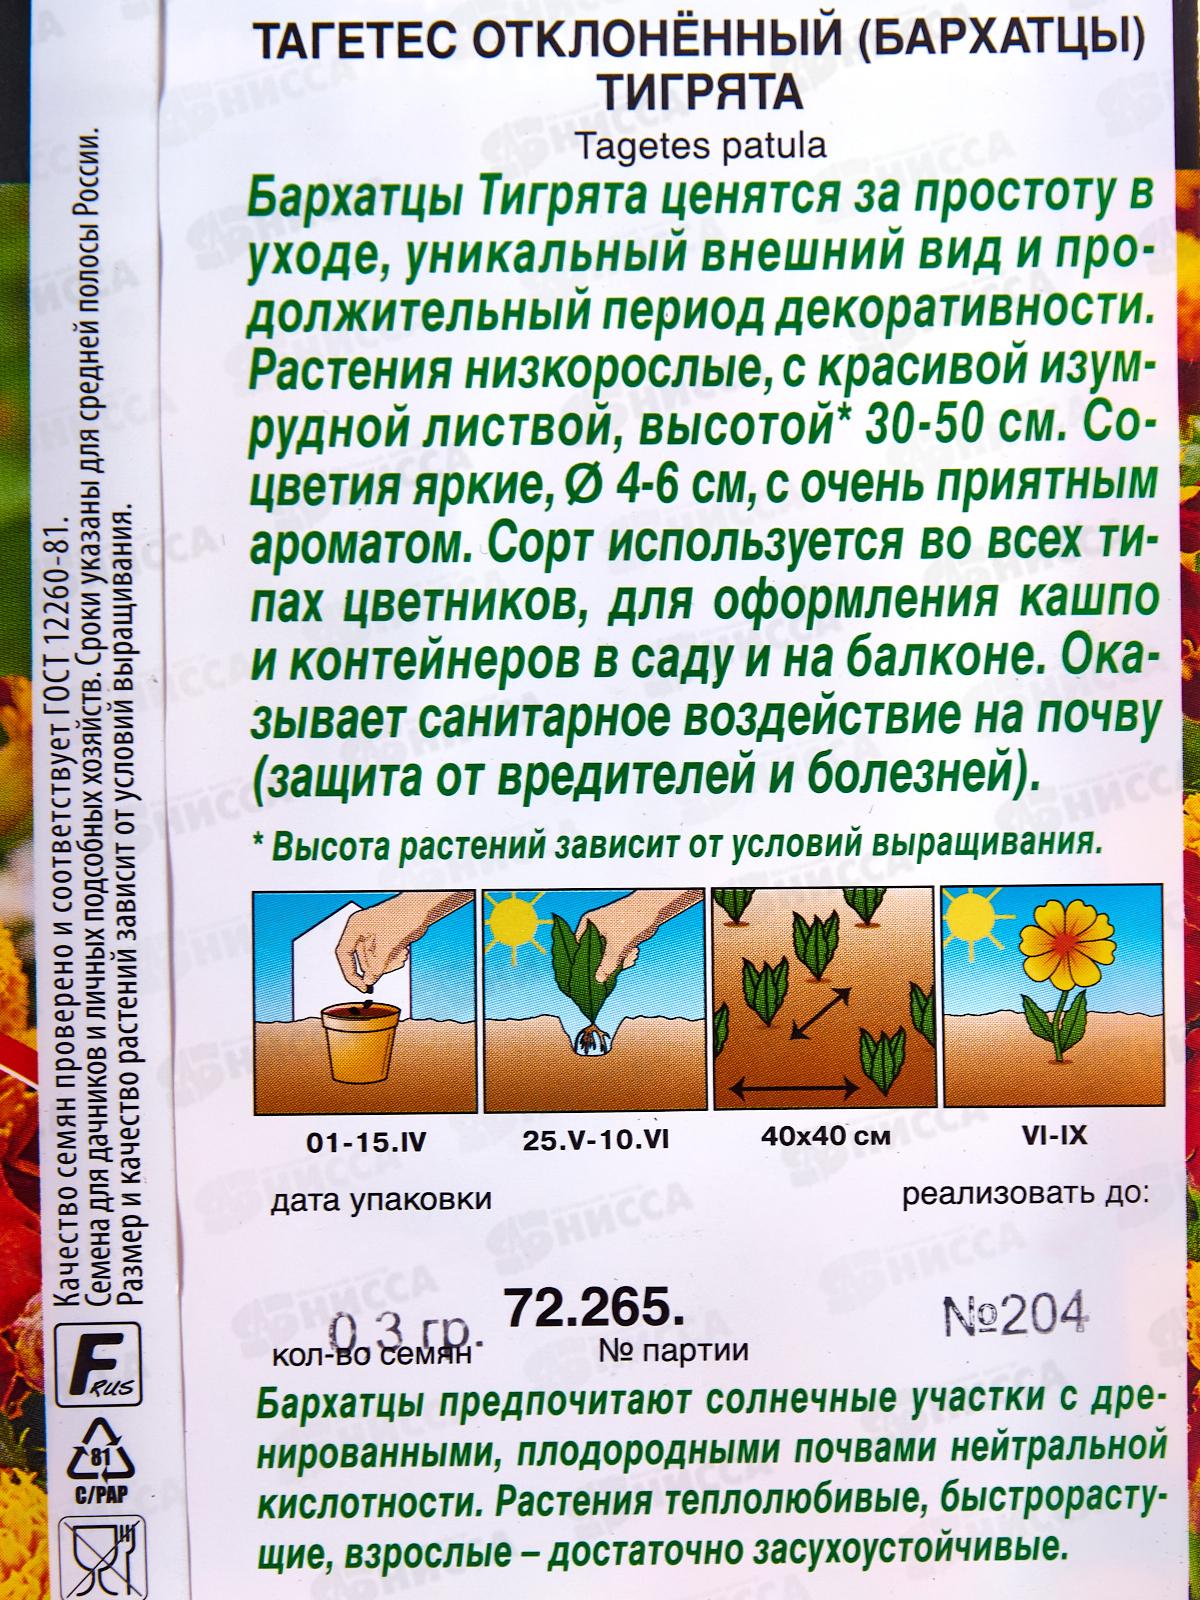 ТАГЕТЕС ОТКЛОНЁННЫЙ (БАРХАТЦЫ)
ТИГРЯТА
Tagetes patula
Бархатцы Тигрята ценятся за простоту в
уходе, уникальный внешний вид и про-
должительный период декоративности.
Растения низкорослые, с красивой изум-
рудной листвой, высотой* 30-50 см. Со-
цветия яркие, Ø 4-6 см, с очень приятным
ароматом. Сорт используется во всех ти-
пах цветников, для оформления кашпо
и контейнеров в саду и на балконе. Ока-
зывает санитарное воздействие на почву
(защита от вредителей и болезней).
* Высота растений зависит от условий выращивания.
01-15.IV
25.V-10.VI
40х40 см
VI-IX
дата упаковки
реализовать до:
0,3 гр.
72.265.
№204
кол-во семян
№ партии
Бархатцы предпочитают солнечные участки с дре-
нированными, плодородными почвами нейтральной
кислотности. Растения теплолюбивые, быстрорасту-
щие, взрослые – достаточно засухоустойчивые.
Качество семян проверено и соответствует ГОСТ 12260-81.
Семена для дачников и личных подсобных хозяйств. Сроки указаны для средней полосы России.
Размер и качество растений зависит от условий выращивания.
F RUS
81
C/PAP
НИССА